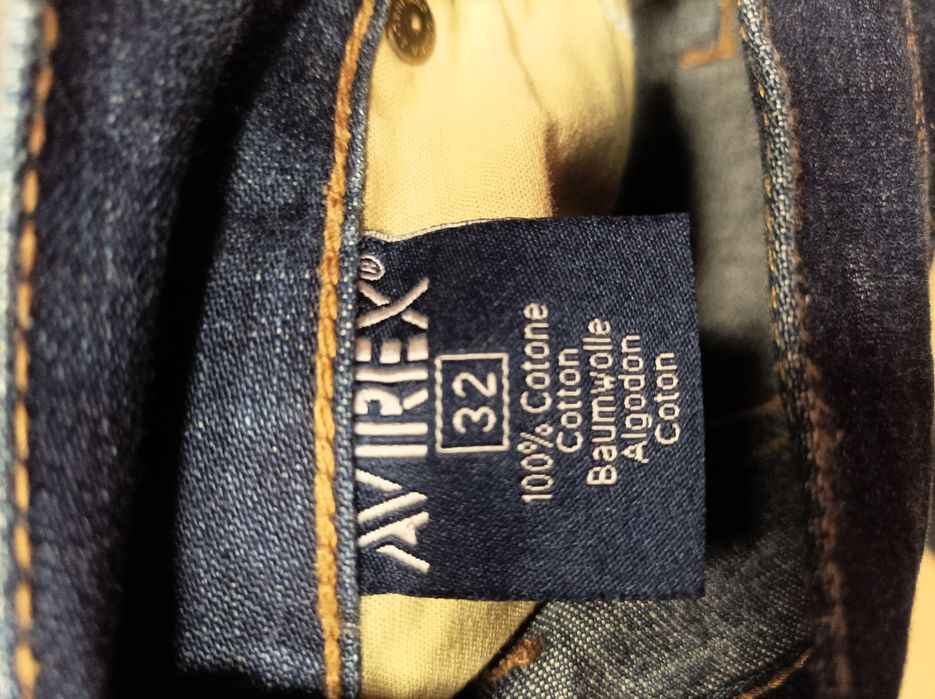 AVIREX®
32
100% Cotone
Cotton
Baumwolle
Algodon
Coton